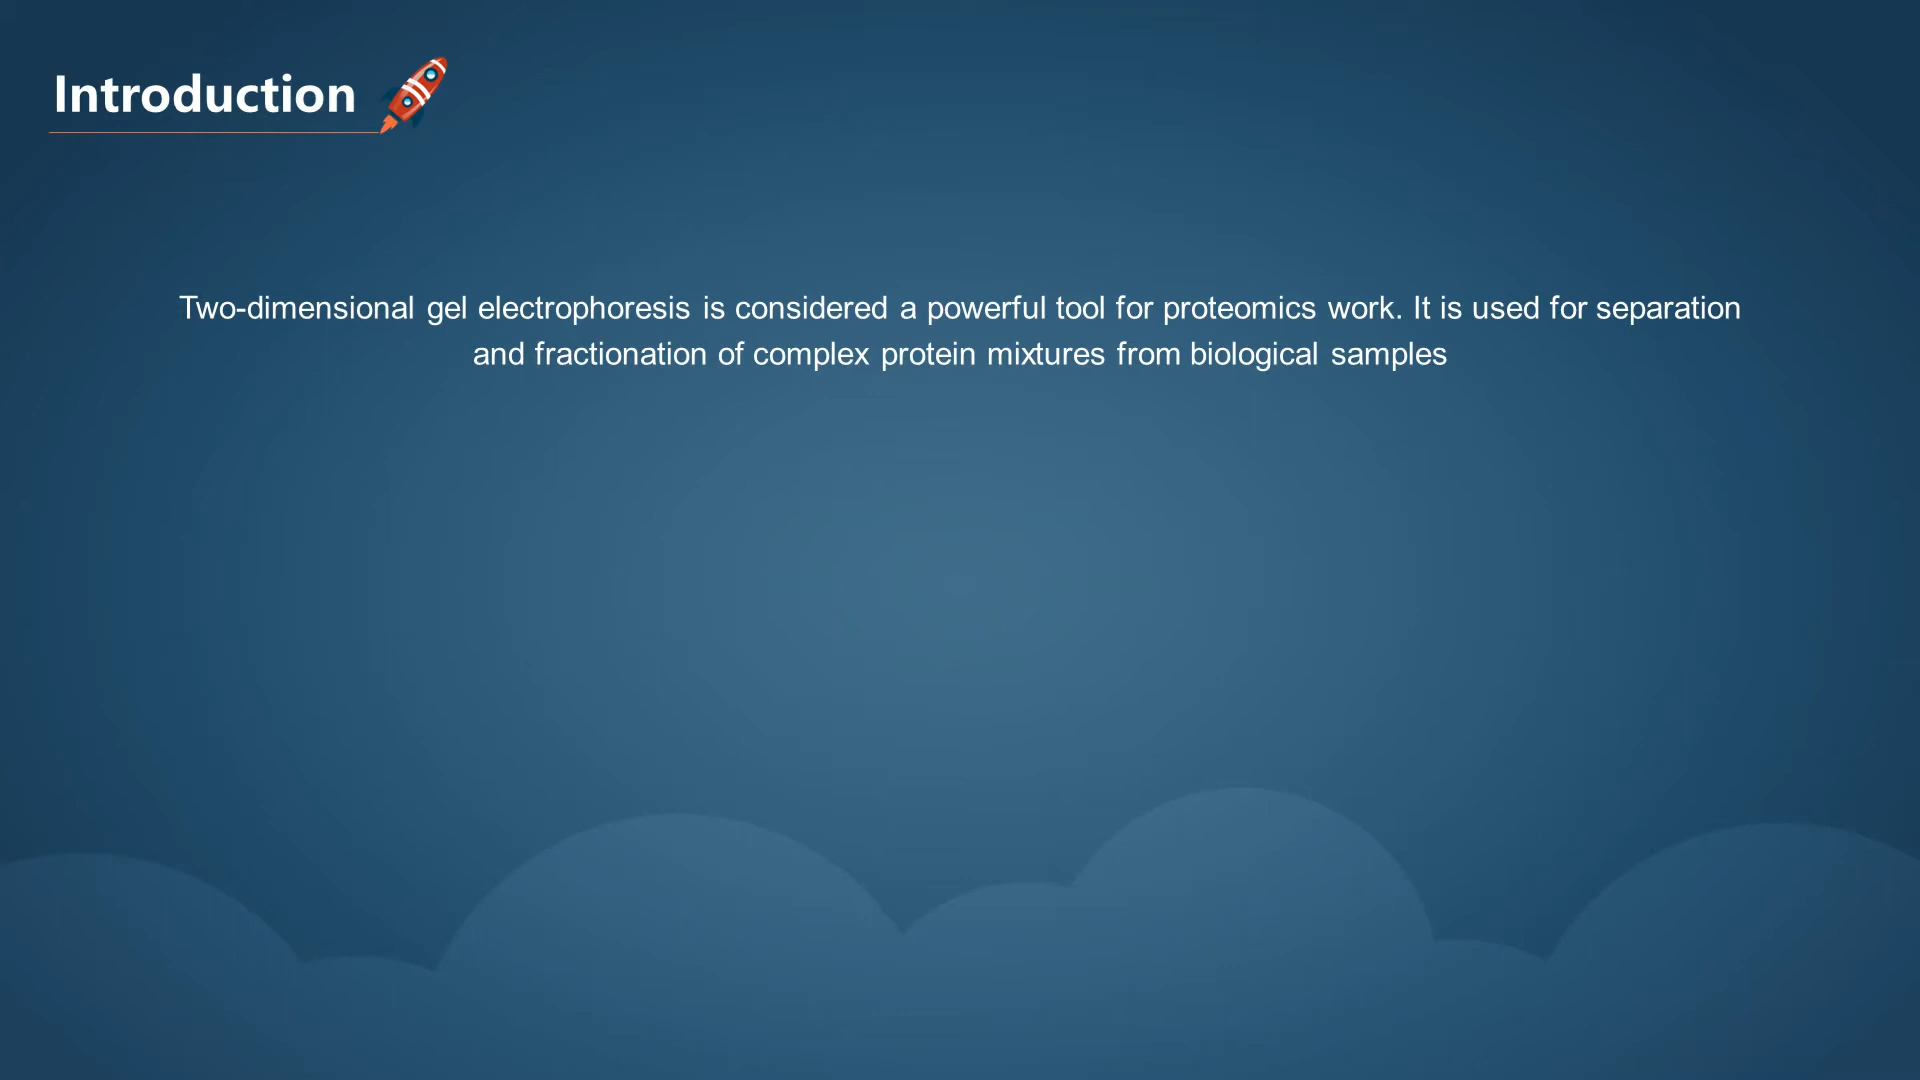 Introduction
Two-dimensional gel electrophoresis is considered a powerful tool for proteomics work. It is used for separation
and fractionation of complex protein mixtures from biological samples